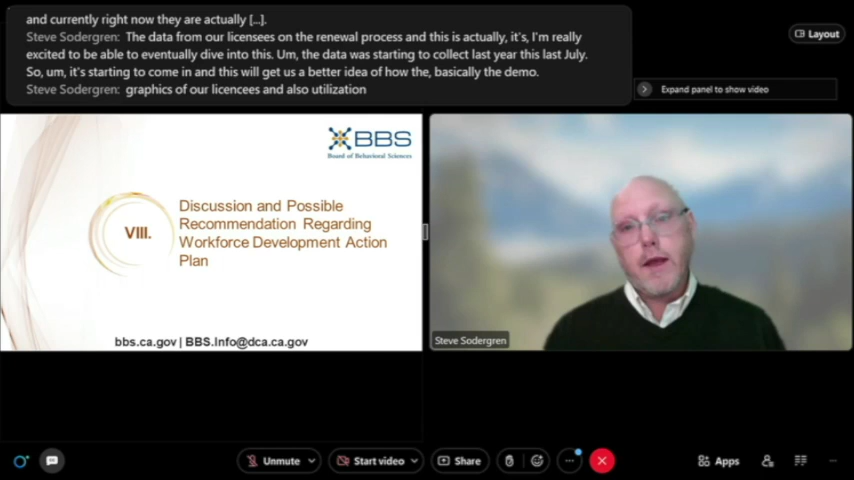 and currently right now they are actually [...].
Steve Sodergren: The data from our licensees on the renewal process and this is actually, it's, I'm really
excited to be able to eventually dive into this. Um, the data was starting to collect last year this last July.
So, um, it's starting to come in and this will get us a better idea of how the, basically the demo.
Steve Sodergren: graphics of our licencees and also utilization
Layout
Expand panel to show video
BBS
Board of Behavioral Sciences
VIII.
Discussion and Possible
Recommendation Regarding
Workforce Development Action
Plan
bbs.ca.gov | BBS.Info@dca.ca.gov
Steve Sodergren
Unmute
Start video
Share
Apps